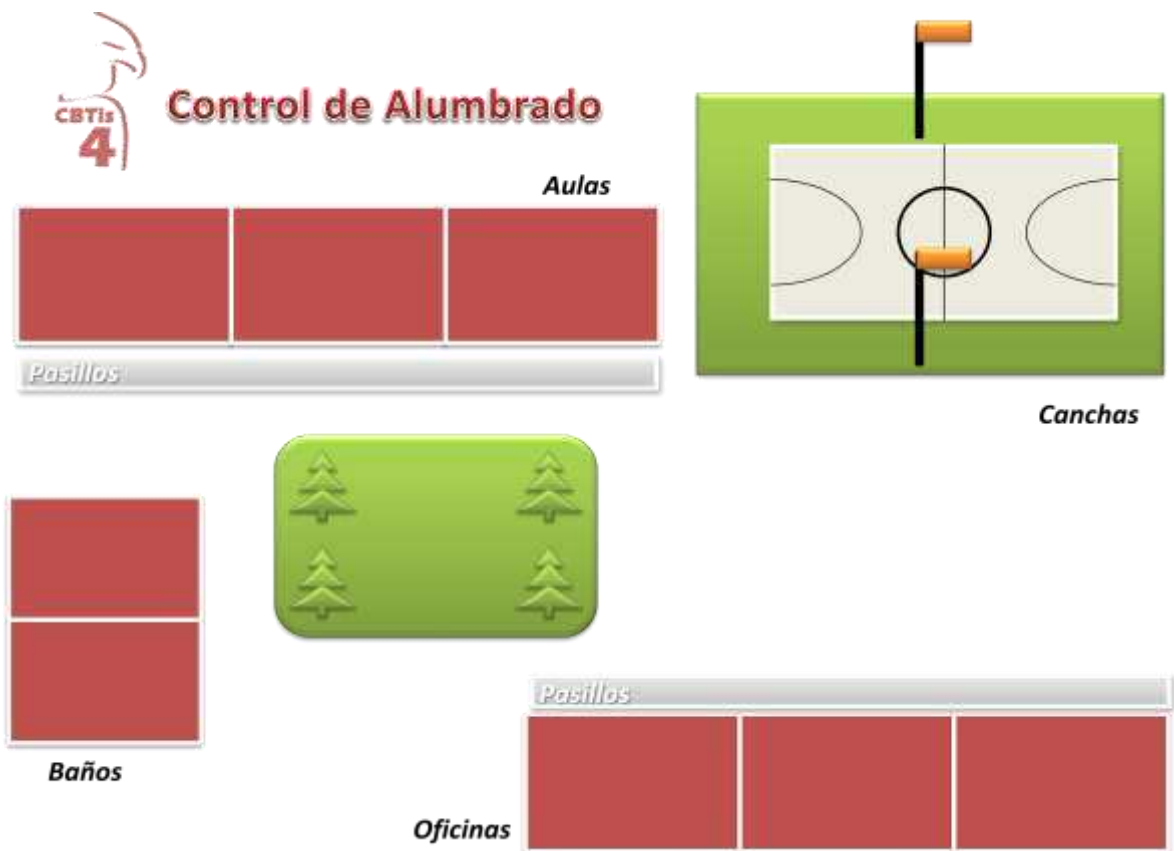 CBTis
4
Control de Alumbrado
Aulas
Pasillos
Canchas
Pasillos
Baños
Oficinas